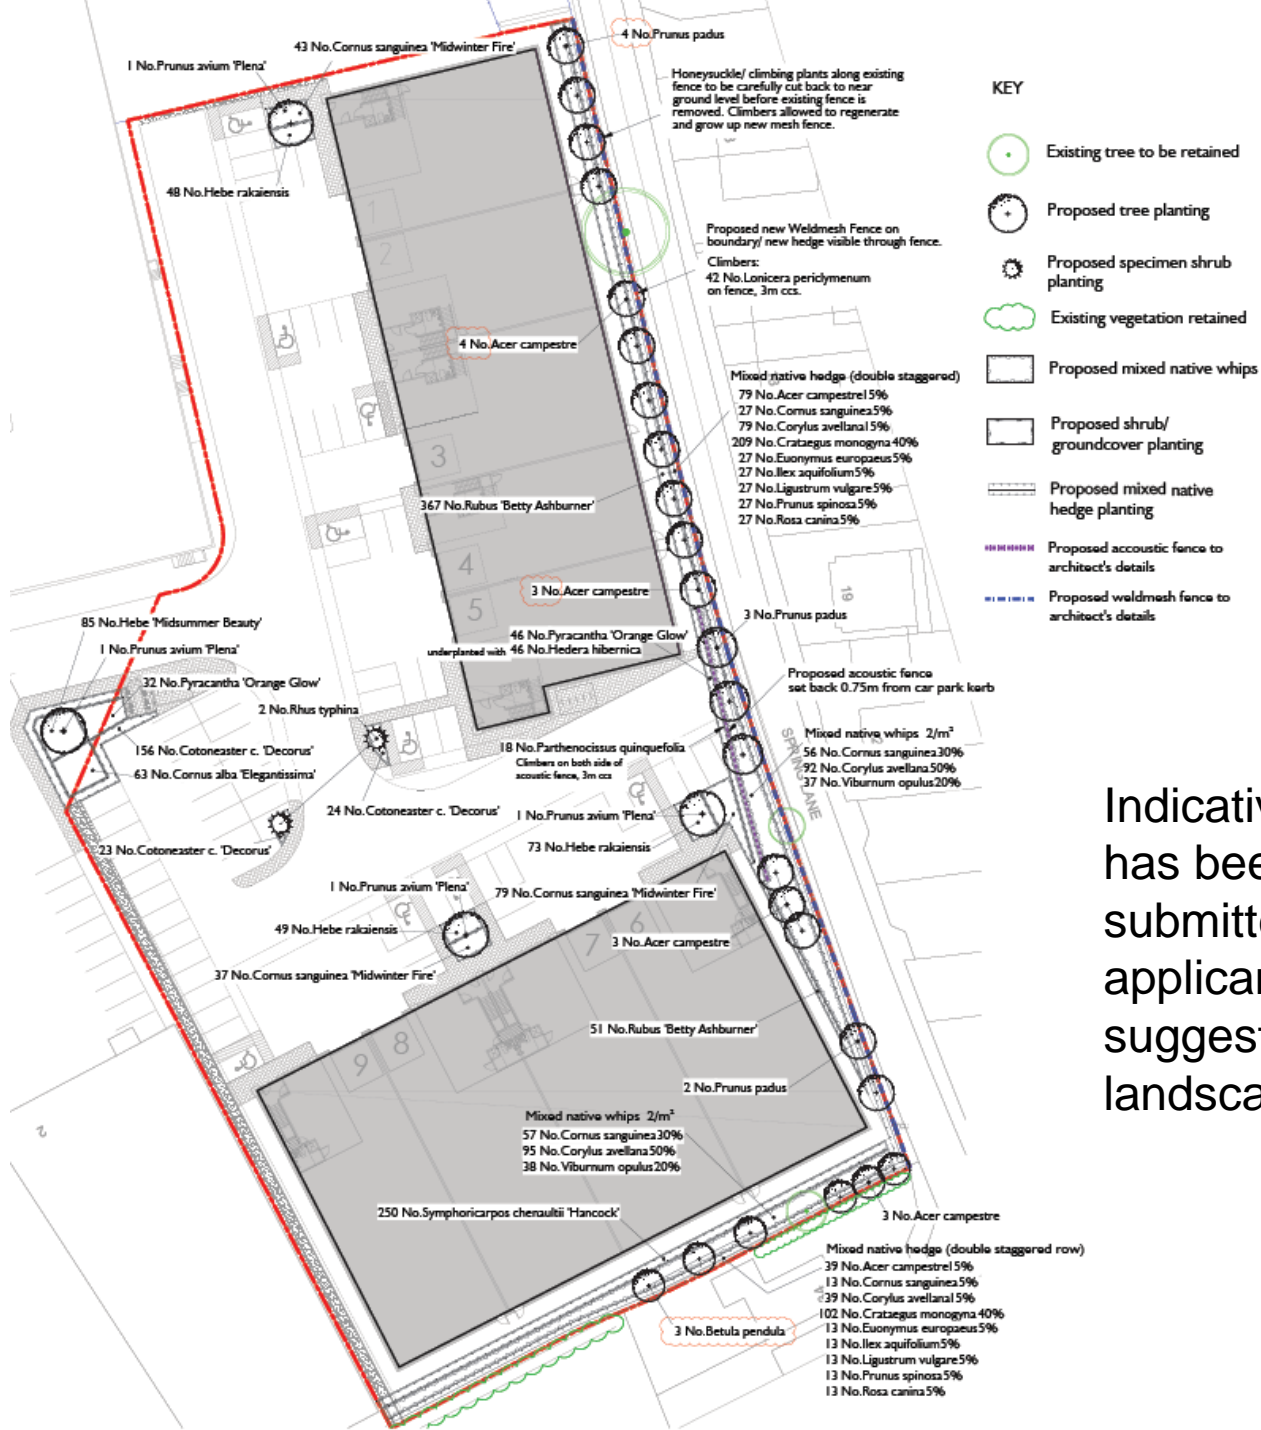 4 No.Prunus padus
43 No.Cornus sanguinea 'Midwinter Fire'
1 No.Prunus avium 'Plena'
Honeysuckle/ climbing plants along existing
fence to be carefully cut back to near
ground level before existing fence is
removed. Climbers allowed to regenerate
and grow up new mesh fence.
48 No.Hebe rakaiensis
Proposed new Weldmesh Fence on
boundary/ new hedge visible through fence.
Climbers:
42 No.Lonicera periclymenum
on fence, 3m ccs.
4 No.Acer campestre
Mixed native hedge (double staggered)
79 No.Acer campestre15%
27 No.Cornus sanguinea5%
79 No.Corylus avellana15%
209 No.Crataegus monogyna40%
27 No.Euonymus europaeus5%
27 No.Ilex aquifolium5%
27 No.Ligustrum vulgare5%
27 No.Prunus spinosa5%
27 No.Rosa canina5%
367 No.Rubus 'Betty Ashburner'
3 No.Acer campestre
3 No.Prunus padus
46 No.Pyracantha 'Orange Glow'
underplanted with 46 No.Hedera hibernica
Proposed acoustic fence
set back 0.75m from car park kerb
85 No.Hebe 'Midsummer Beauty'
1 No.Prunus avium 'Plena'
32 No.Pyracantha 'Orange Glow'
2 No.Rhus typhina
156 No.Cotoneaster c. 'Decorus'
63 No.Cornus alba 'Elegantissima'
18 No.Parthenocissus quinquefolia
Climbers on both side of
acoustic fence, 3m ccs
Mixed native whips 2/m²
56 No.Cornus sanguinea30%
92 No.Corylus avellana50%
37 No.Viburnum opulus20%
24 No.Cotoneaster c. 'Decorus'
1 No.Prunus avium 'Plena'
23 No.Cotoneaster c. 'Decorus'
73 No.Hebe rakaiensis
1 No.Prunus avium 'Plena'
79 No.Cornus sanguinea 'Midwinter Fire'
49 No.Hebe rakaiensis
3 No.Acer campestre
37 No.Cornus sanguinea 'Midwinter Fire'
51 No.Rubus 'Betty Ashburner'
2 No.Prunus padus
Mixed native whips 2/m²
57 No.Cornus sanguinea30%
95 No.Corylus avellana50%
38 No.Viburnum opulus20%
250 No.Symphoricarpos chenaultii 'Hancock'
3 No.Acer campestre
Mixed native hedge (double staggered row)
39 No.Acer campestre15%
13 No.Cornus sanguinea5%
39 No.Corylus avellana15%
102 No.Crataegus monogyna40%
13 No.Euonymus europaeus5%
13 No.Ilex aquifolium5%
13 No.Ligustrum vulgare5%
13 No.Prunus spinosa5%
13 No.Rosa canina5%
3 No.Betula pendula
1
2
3
4
5
6
7
8
9
2
19
SPRING LANE
KEY
Existing tree to be retained
Proposed tree planting
Proposed specimen shrub
planting
Existing vegetation retained
Proposed mixed native whips
Proposed shrub/
groundcover planting
Proposed mixed native
hedge planting
Proposed accoustic fence to
architect's details
Proposed weldmesh fence to
architect's details
Indicativ
has bee
submitt
applica
sugges
landsca